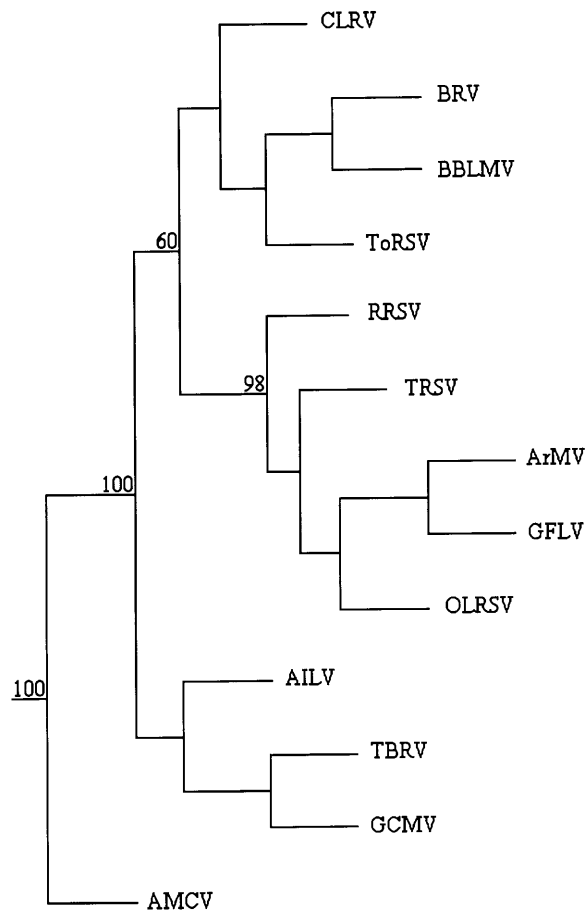 CLRV
BRV
BBLMV
60
ToRSV
RRSV
98
TRSV
ArMV
100
GFLV
OLRSV
AILV
100
TBRV
GCMV
AMCV